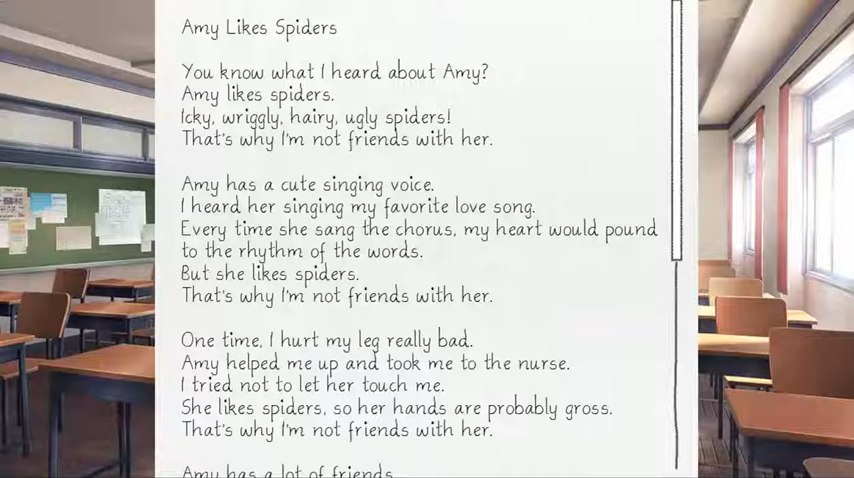 Amy Likes Spiders
You know what I heard about Amy?
Amy likes spiders.
Icky, wriggly, hairy, ugly spiders!
That's why I'm not friends with her.
Amy has a cute singing voice.
I heard her singing my favorite love song.
Every time she sang the chorus, my heart would pound
to the rhythm of the words.
But she likes spiders.
That's why I'm not friends with her.
One time, I hurt my leg really bad.
Amy helped me up and took me to the nurse.
I tried not to let her touch me.
She likes spiders, so her hands are probably gross.
That's why I'm not friends with her.
Amy has a lot of friends.